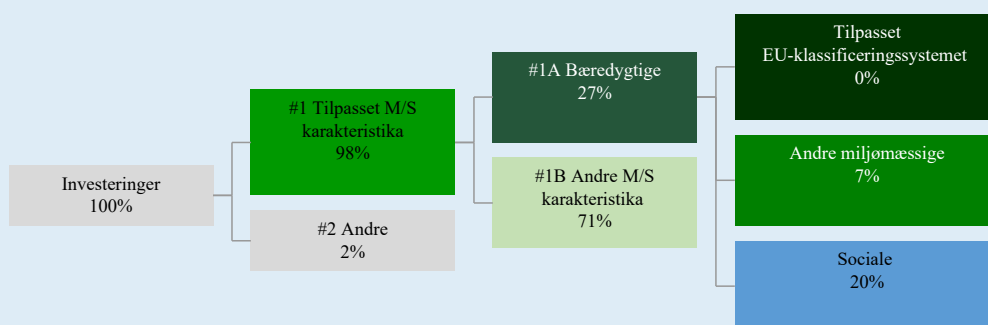 Investeringer
100%
#1 Tilpasset M/S
karakteristika
98%
#2 Andre
2%
#1A Bæredygtige
27%
#1B Andre M/S
karakteristika
71%
Tilpasset
EU-klassificeringssystemet
0%
Andre miljømæssige
7%
Sociale
20%